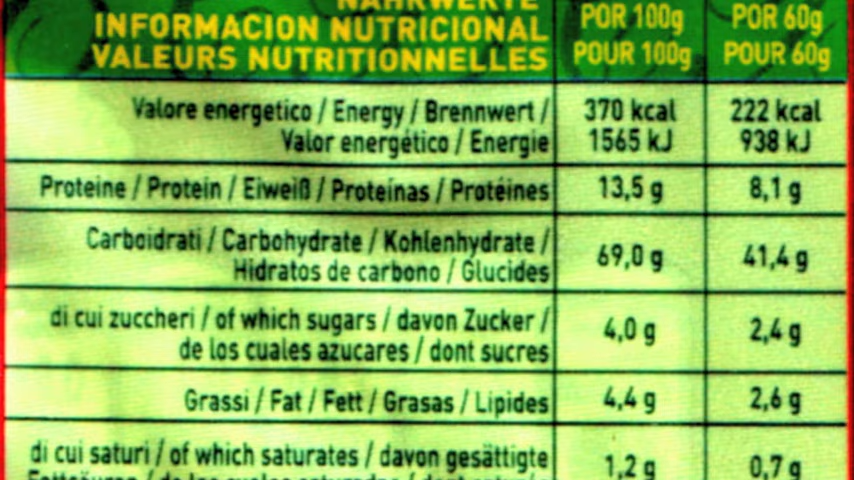 NÄHRWERTE POR 100g POR 60g
INFORMACION NUTRICIONAL
VALEURS NUTRITIONNELLES POUR 100g POUR 60g
Valore energetico / Energy / Brennwert / 370 kcal 222 kcal
Valor energético / Energie 1565 kJ 938 kJ
Proteine / Protein / Eiweiß / Proteínas / Protéines 13,5 g 8,1 g
Carboidrati / Carbohydrate / Kohlenhydrate / 69,0 g 41,4 g
Hidratos de carbono / Glucides
di cui zuccheri / of which sugars / davon Zucker / 4,0 g 2,4 g
de los cuales azucares / dont sucres
Grassi / Fat / Fett / Grasas / Lipides 4,4 g 2,6 g
di cui saturi / of which saturates / davon gesättigte 1,2 g 0,7 g